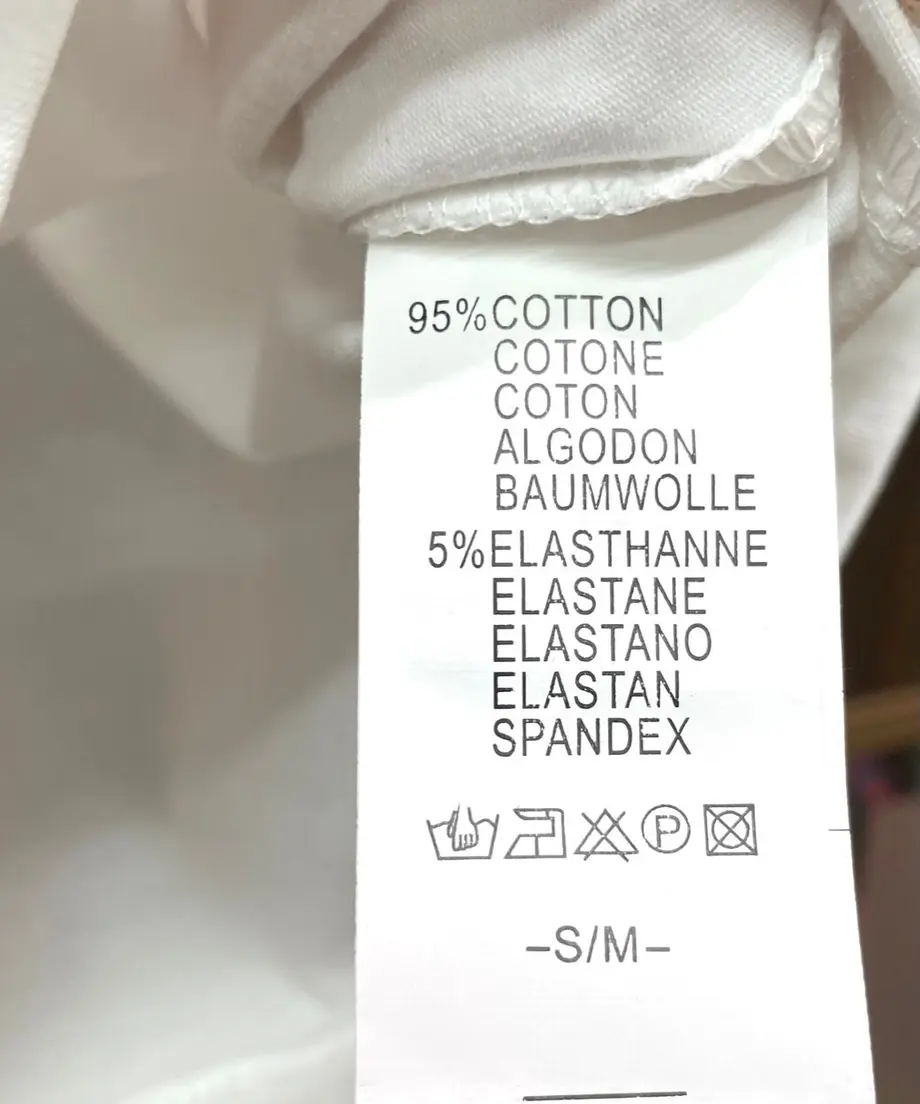 95% COTTON
COTONE
COTON
ALGODON
BAUMWOLLE
5% ELASTHANNE
ELASTANE
ELASTANO
ELASTAN
SPANDEX
P
–S/M–